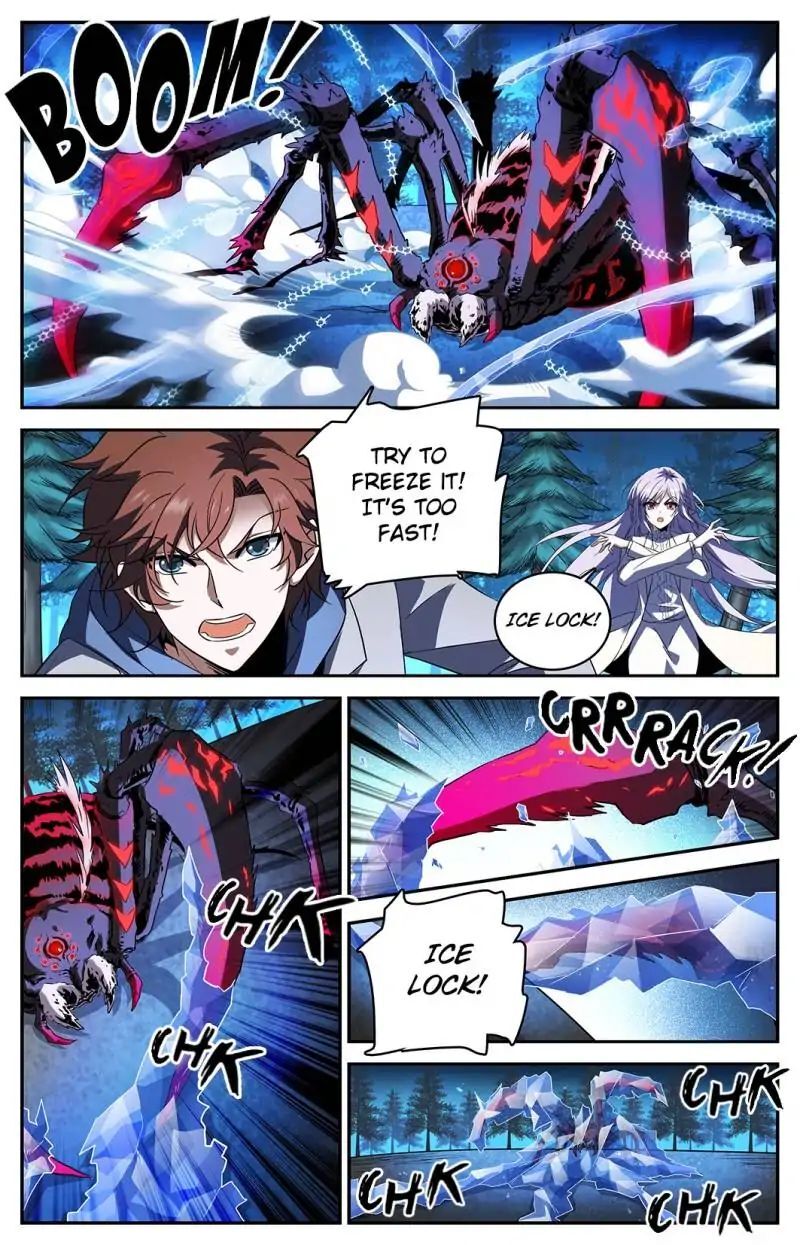 BOOM!
TRY TO
FREEZE IT!
IT'S TOO
FAST!
ICE LOCK!
CHK
CHK
CRRRACK!
ICE
LOCK!
CHK
CHK
CHK